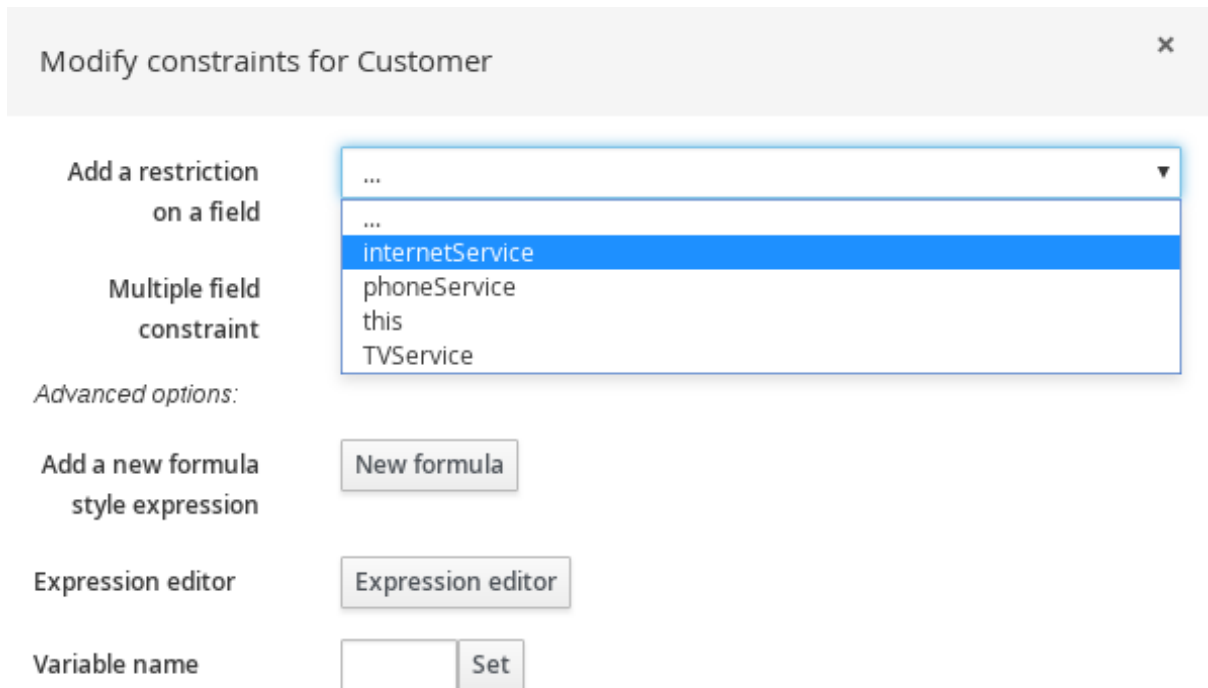 Modify constraints for Customer ×
Add a restriction
on a field
...
...
internetService
phoneService
this
TVService
Multiple field
constraint
Advanced options:
Add a new formula
style expression
New formula
Expression editor
Expression editor
Variable name
Set